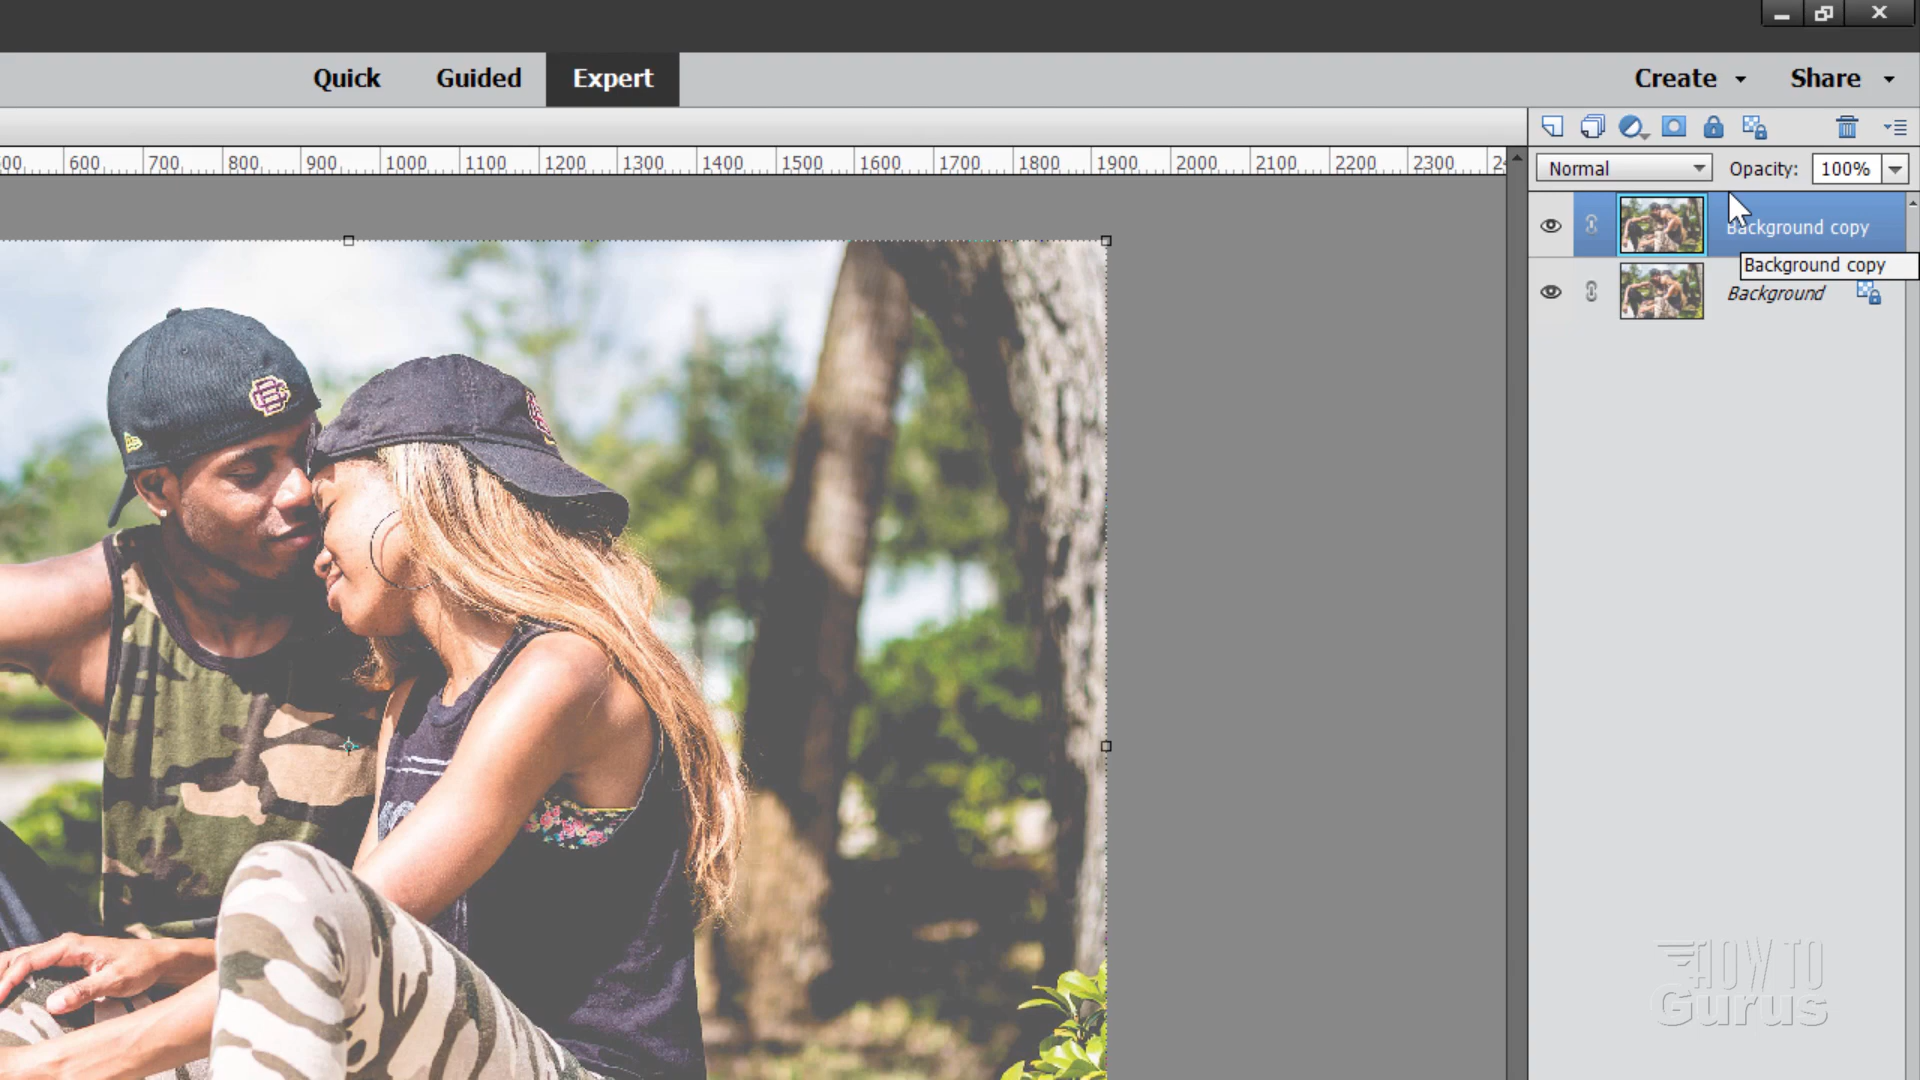 Quick Guided Expert Create Share
600 700 800 900 1000 1100 1200 1300 1400 1500 1600 1700 1800 1900 2000 2100 2200 2300
Normal Opacity: 100%
Background copy
Background copy
Background
HOW TO
Gurus